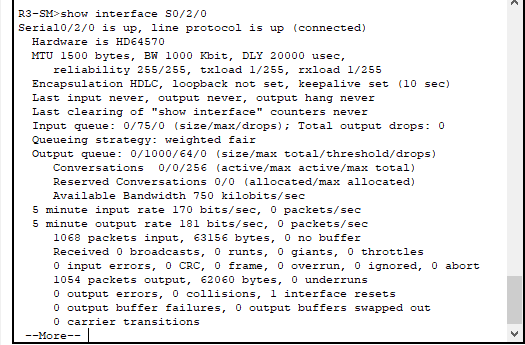 R3-SM>show interface S0/2/0
Serial0/2/0 is up, line protocol is up (connected)
Hardware is HD64570
MTU 1500 bytes, BW 1000 Kbit, DLY 20000 usec,
reliability 255/255, txload 1/255, rxload 1/255
Encapsulation HDLC, loopback not set, keepalive set (10 sec)
Last input never, output never, output hang never
Last clearing of "show interface" counters never
Input queue: 0/75/0 (size/max/drops); Total output drops: 0
Queueing strategy: weighted fair
Output queue: 0/1000/64/0 (size/max total/threshold/drops)
Conversations 0/0/256 (active/max active/max total)
Reserved Conversations 0/0 (allocated/max allocated)
Available Bandwidth 750 kilobits/sec
5 minute input rate 170 bits/sec, 0 packets/sec
5 minute output rate 181 bits/sec, 0 packets/sec
1068 packets input, 63156 bytes, 0 no buffer
Received 0 broadcasts, 0 runts, 0 giants, 0 throttles
0 input errors, 0 CRC, 0 frame, 0 overrun, 0 ignored, 0 abort
1054 packets output, 62060 bytes, 0 underruns
0 output errors, 0 collisions, 1 interface resets
0 output buffer failures, 0 output buffers swapped out
0 carrier transitions
--More--